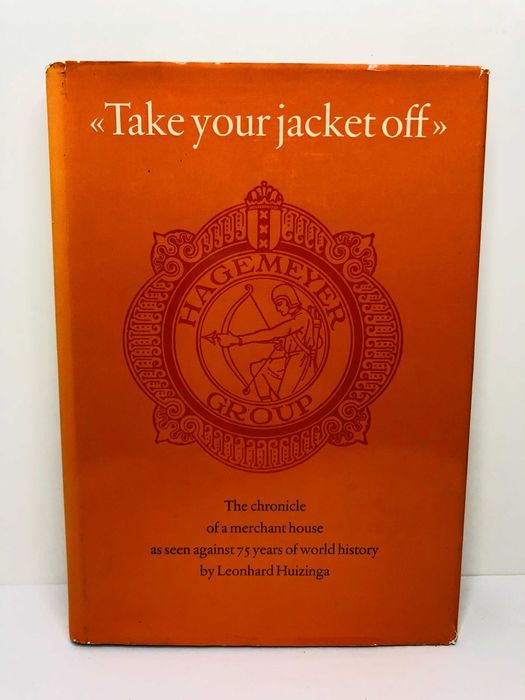 «Take your jacket off»
HAGEMEYER
GROUP
The chronicle
of a merchant house
as seen against 75 years of world history
by Leonhard Huizinga